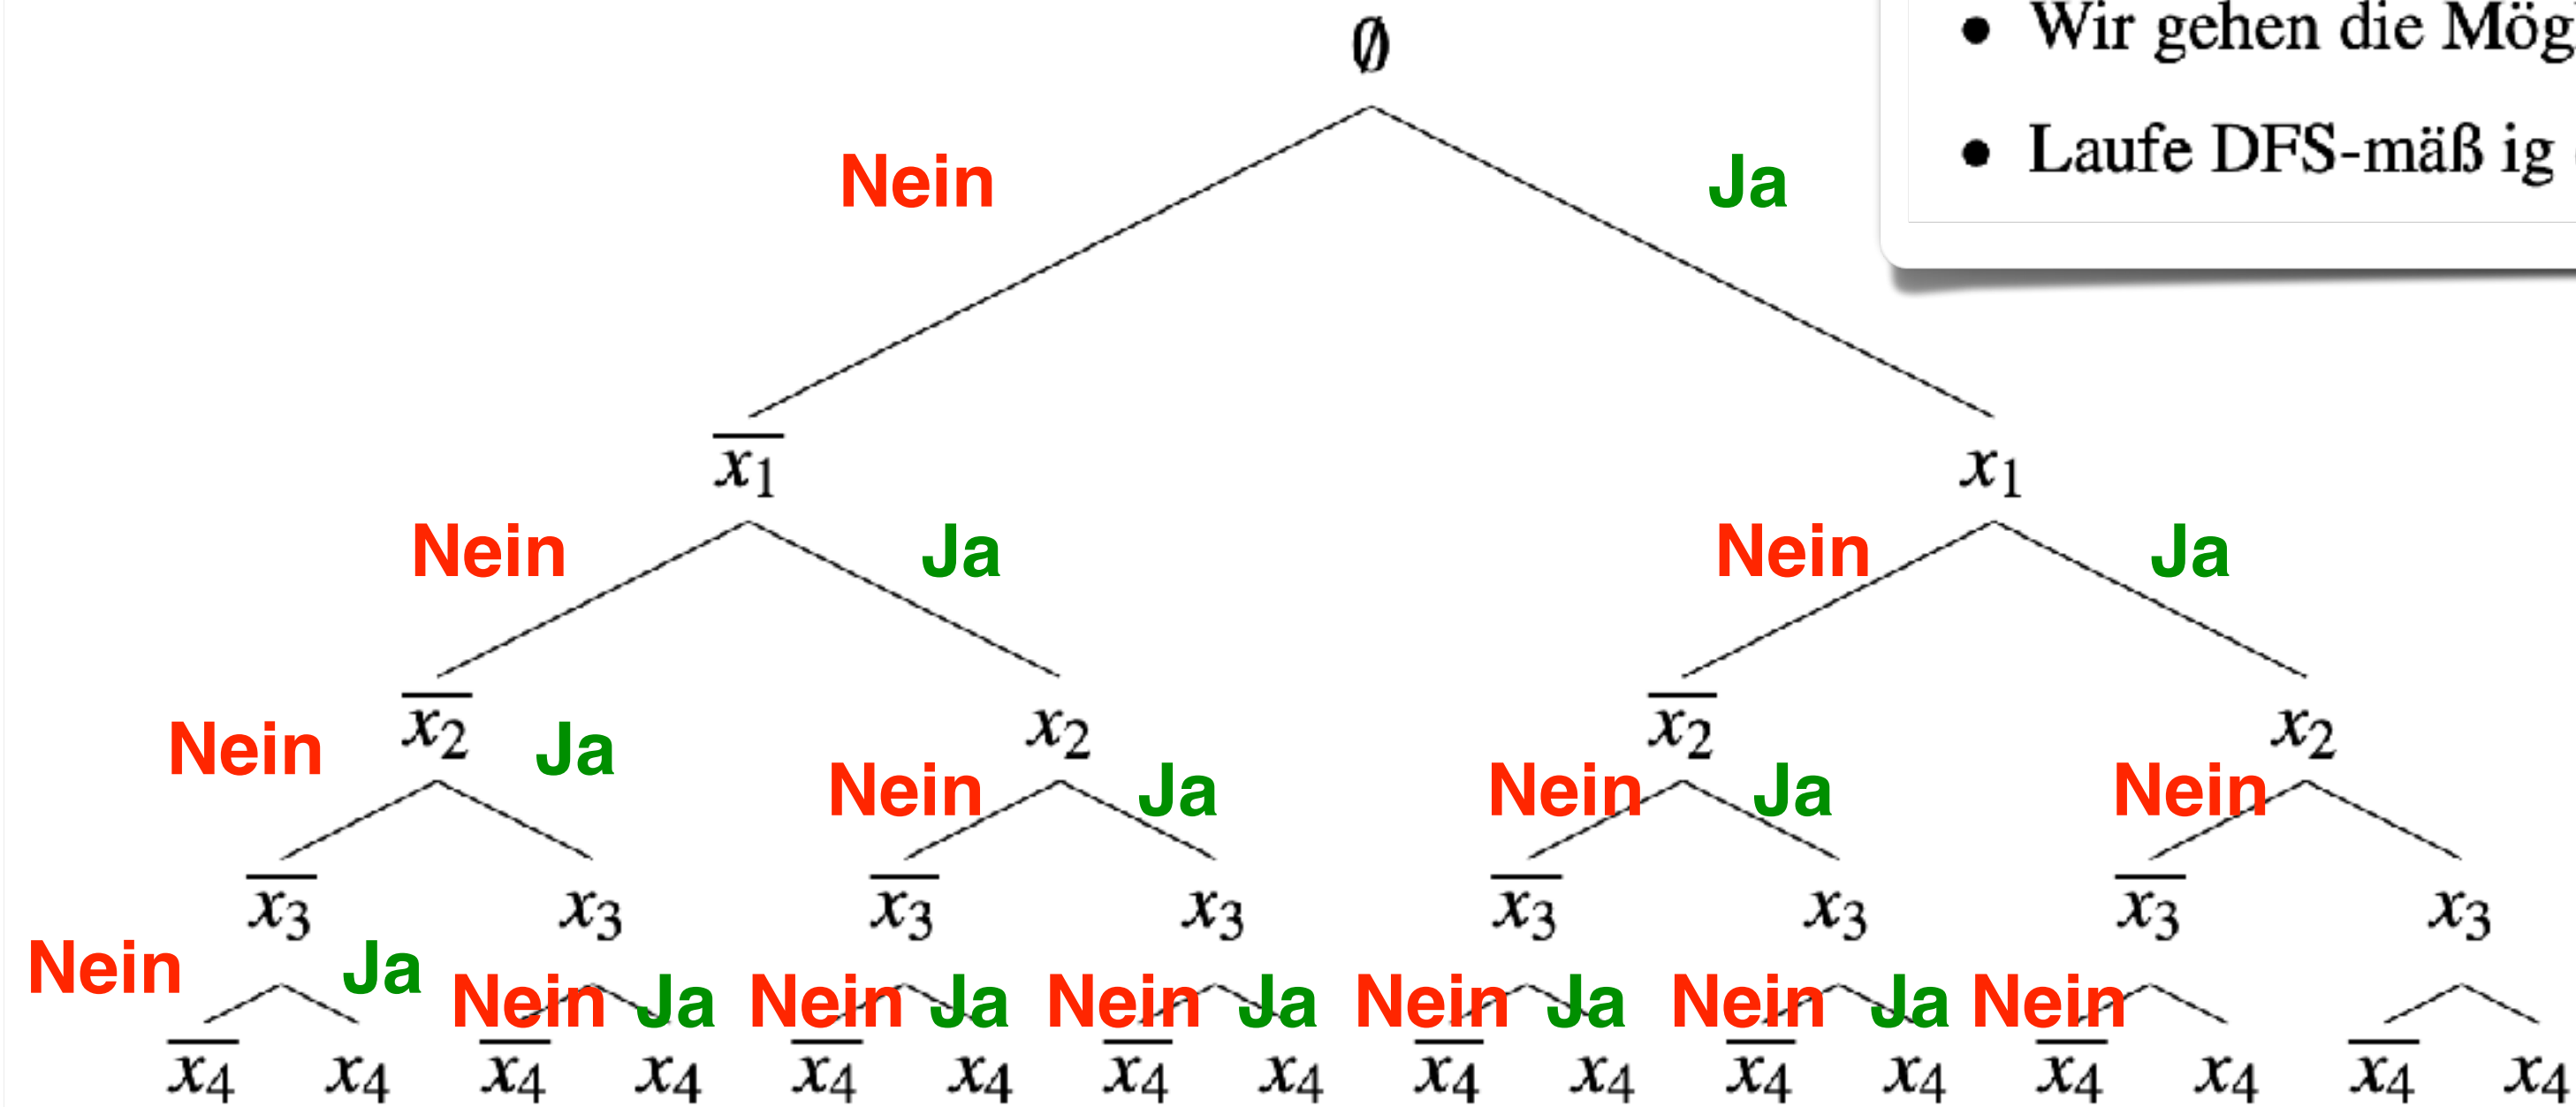 • Wir gehen die Mög
• Laufe DFS-mäß ig
∅
Nein Ja
x̅₁ x₁
Nein Ja Nein Ja
x̅₂ x₂ x̅₂ x₂
Nein Ja Nein Ja Nein Ja Nein
x̅₃ x₃ x̅₃ x₃ x̅₃ x₃ x̅₃ x₃
Nein Ja Nein Ja Nein Ja Nein Ja Nein Ja Nein Ja Nein
x̅₄ x₄ x̅₄ x₄ x̅₄ x₄ x̅₄ x₄ x̅₄ x₄ x̅₄ x₄ x̅₄ x₄ x̅₄ x₄